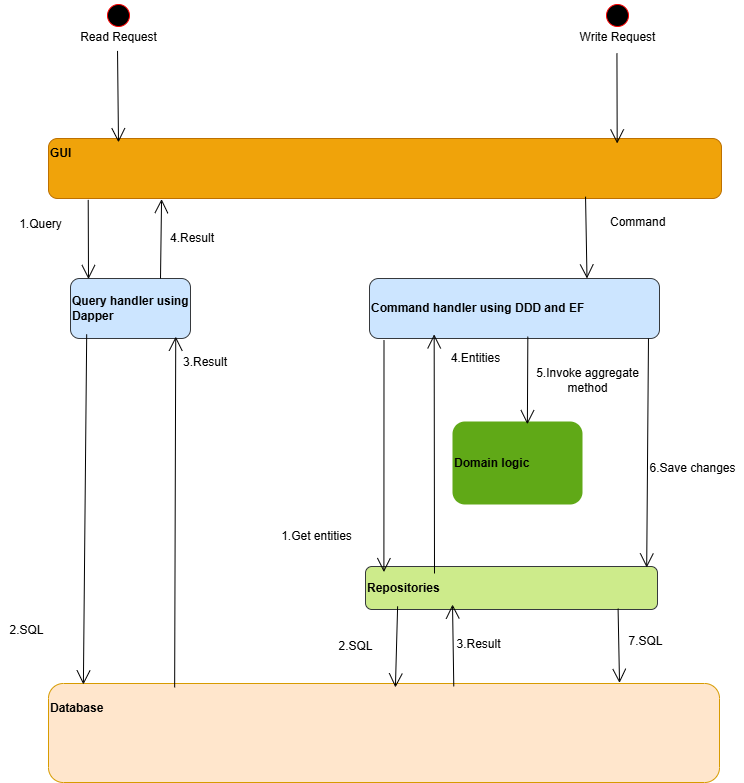 Read Request
Write Request
GUI
1.Query
4.Result
Command
Query handler using
Dapper
Command handler using DDD and EF
3.Result
4.Entities
5.Invoke aggregate
method
Domain logic
6.Save changes
1.Get entities
Repositories
2.SQL
2.SQL
3.Result
7.SQL
Database